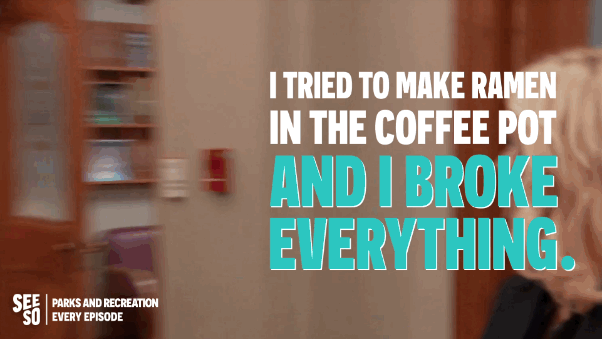 I TRIED TO MAKE RAMEN
IN THE COFFEE POT
AND I BROKE
EVERYTHING.
SEE
SO
PARKS AND RECREATION
EVERY EPISODE